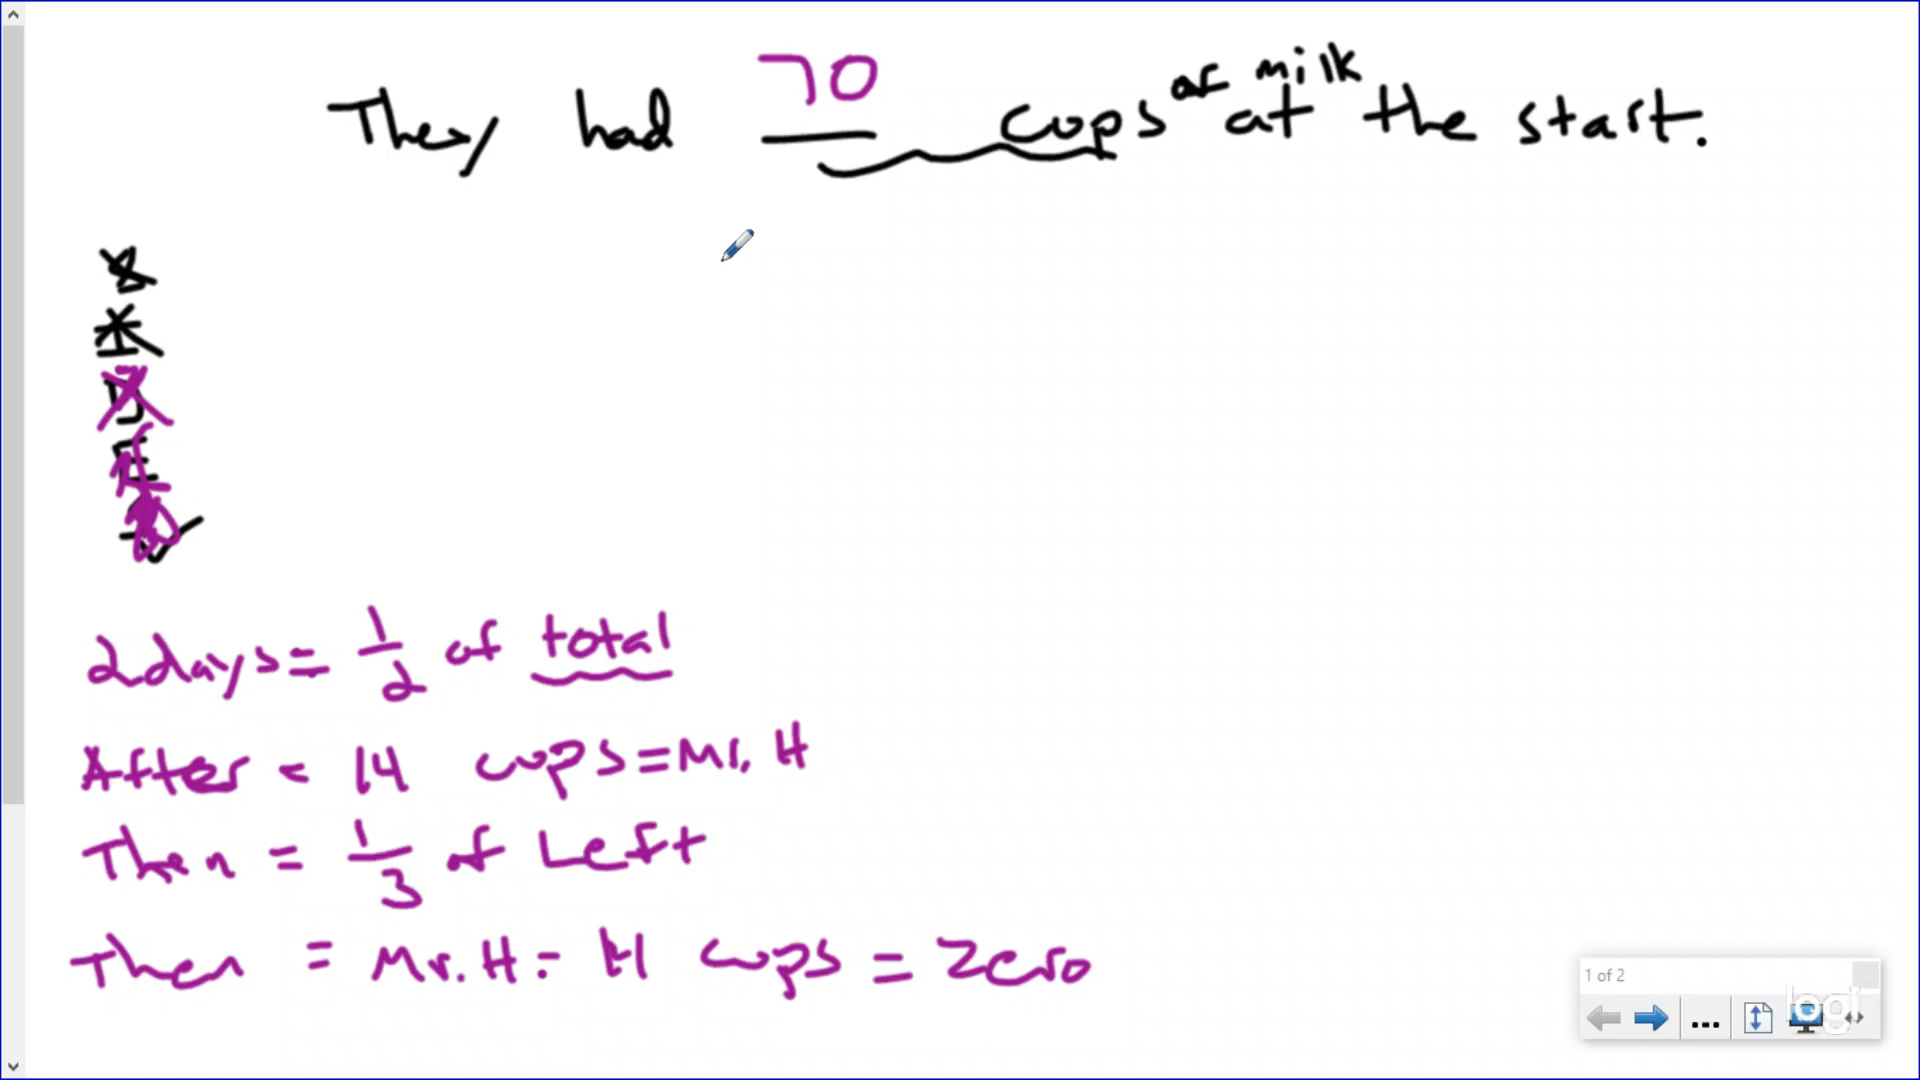 They had 70 cups of milk at the start.
2 days = 1/2 of total
After = 14 cups = Mr. H
Then = 1/3 of Left
Then = Mr. H = 14 cups = Zero
1 of 2
logi